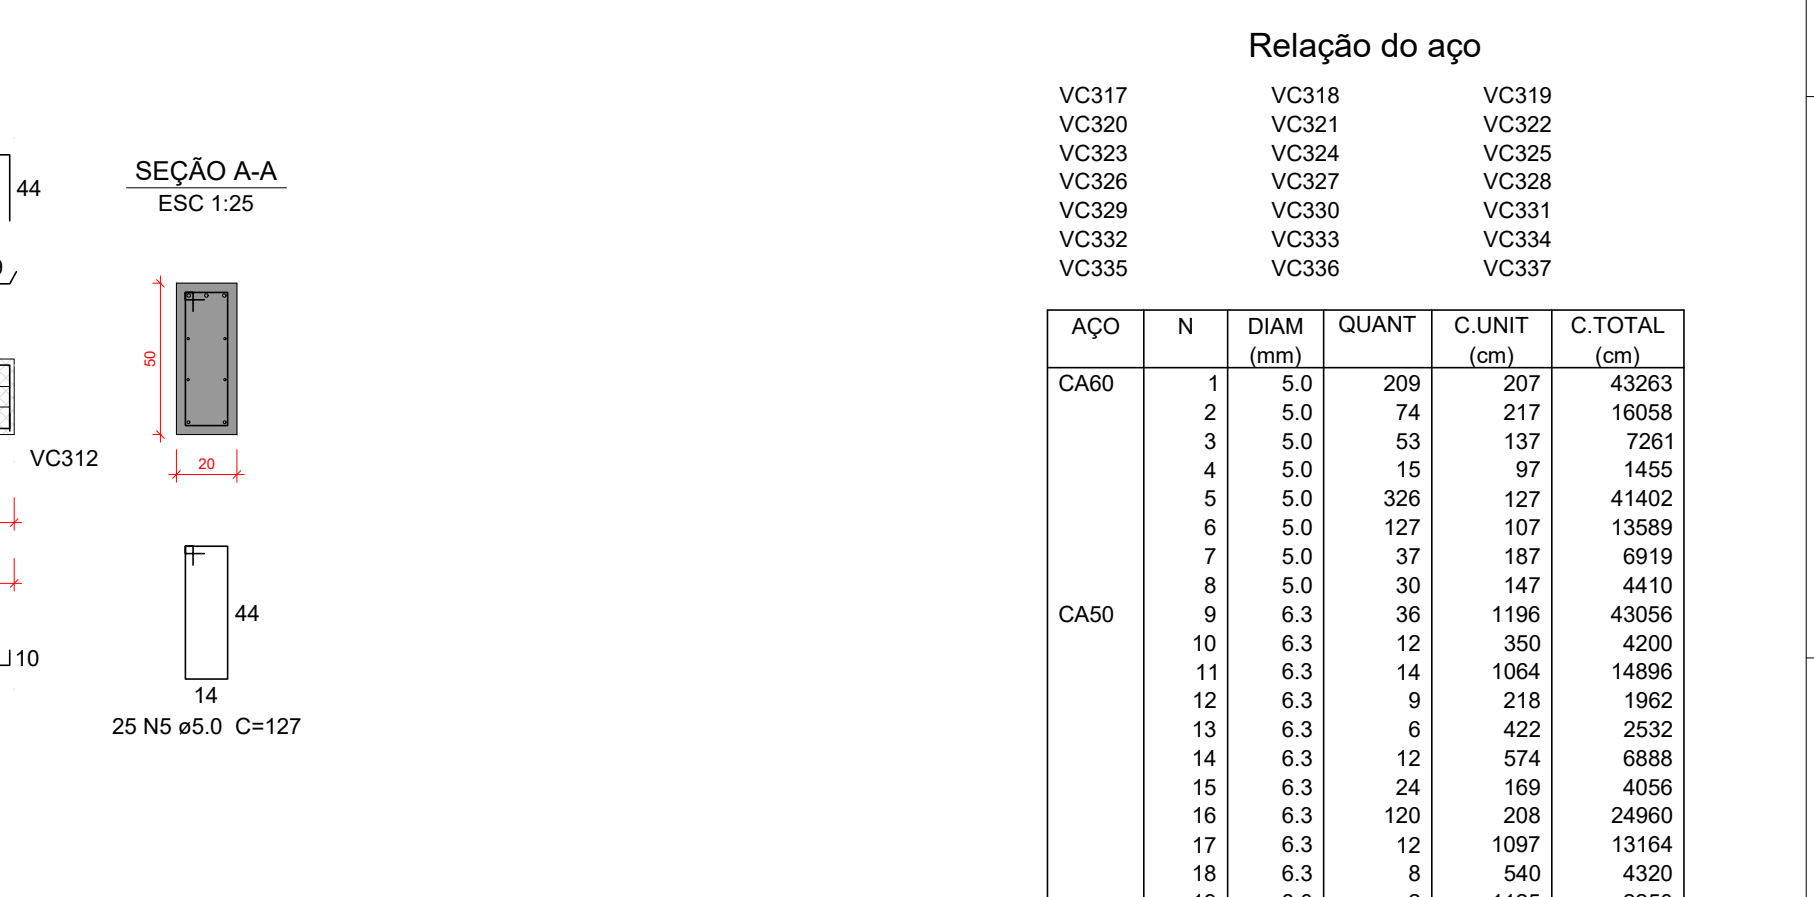 Relação do aço
VC317 VC318 VC319
VC320 VC321 VC322
VC323 VC324 VC325
VC326 VC327 VC328
VC329 VC330 VC331
VC332 VC333 VC334
VC335 VC336 VC337
44
SEÇÃO A-A
ESC 1:25
50
20
VC312
10
44
14
25 N5 ø5.0 C=127
AÇO N DIAM QUANT C.UNIT C.TOTAL
(mm) (cm) (cm)
CA60 1 5.0 209 207 43263
2 5.0 74 217 16058
3 5.0 53 137 7261
4 5.0 15 97 1455
5 5.0 326 127 41402
6 5.0 127 107 13589
7 5.0 37 187 6919
8 5.0 30 147 4410
CA50 9 6.3 36 1196 43056
10 6.3 12 350 4200
11 6.3 14 1064 14896
12 6.3 9 218 1962
13 6.3 6 422 2532
14 6.3 12 574 6888
15 6.3 24 169 4056
16 6.3 120 208 24960
17 6.3 12 1097 13164
18 6.3 8 540 4320